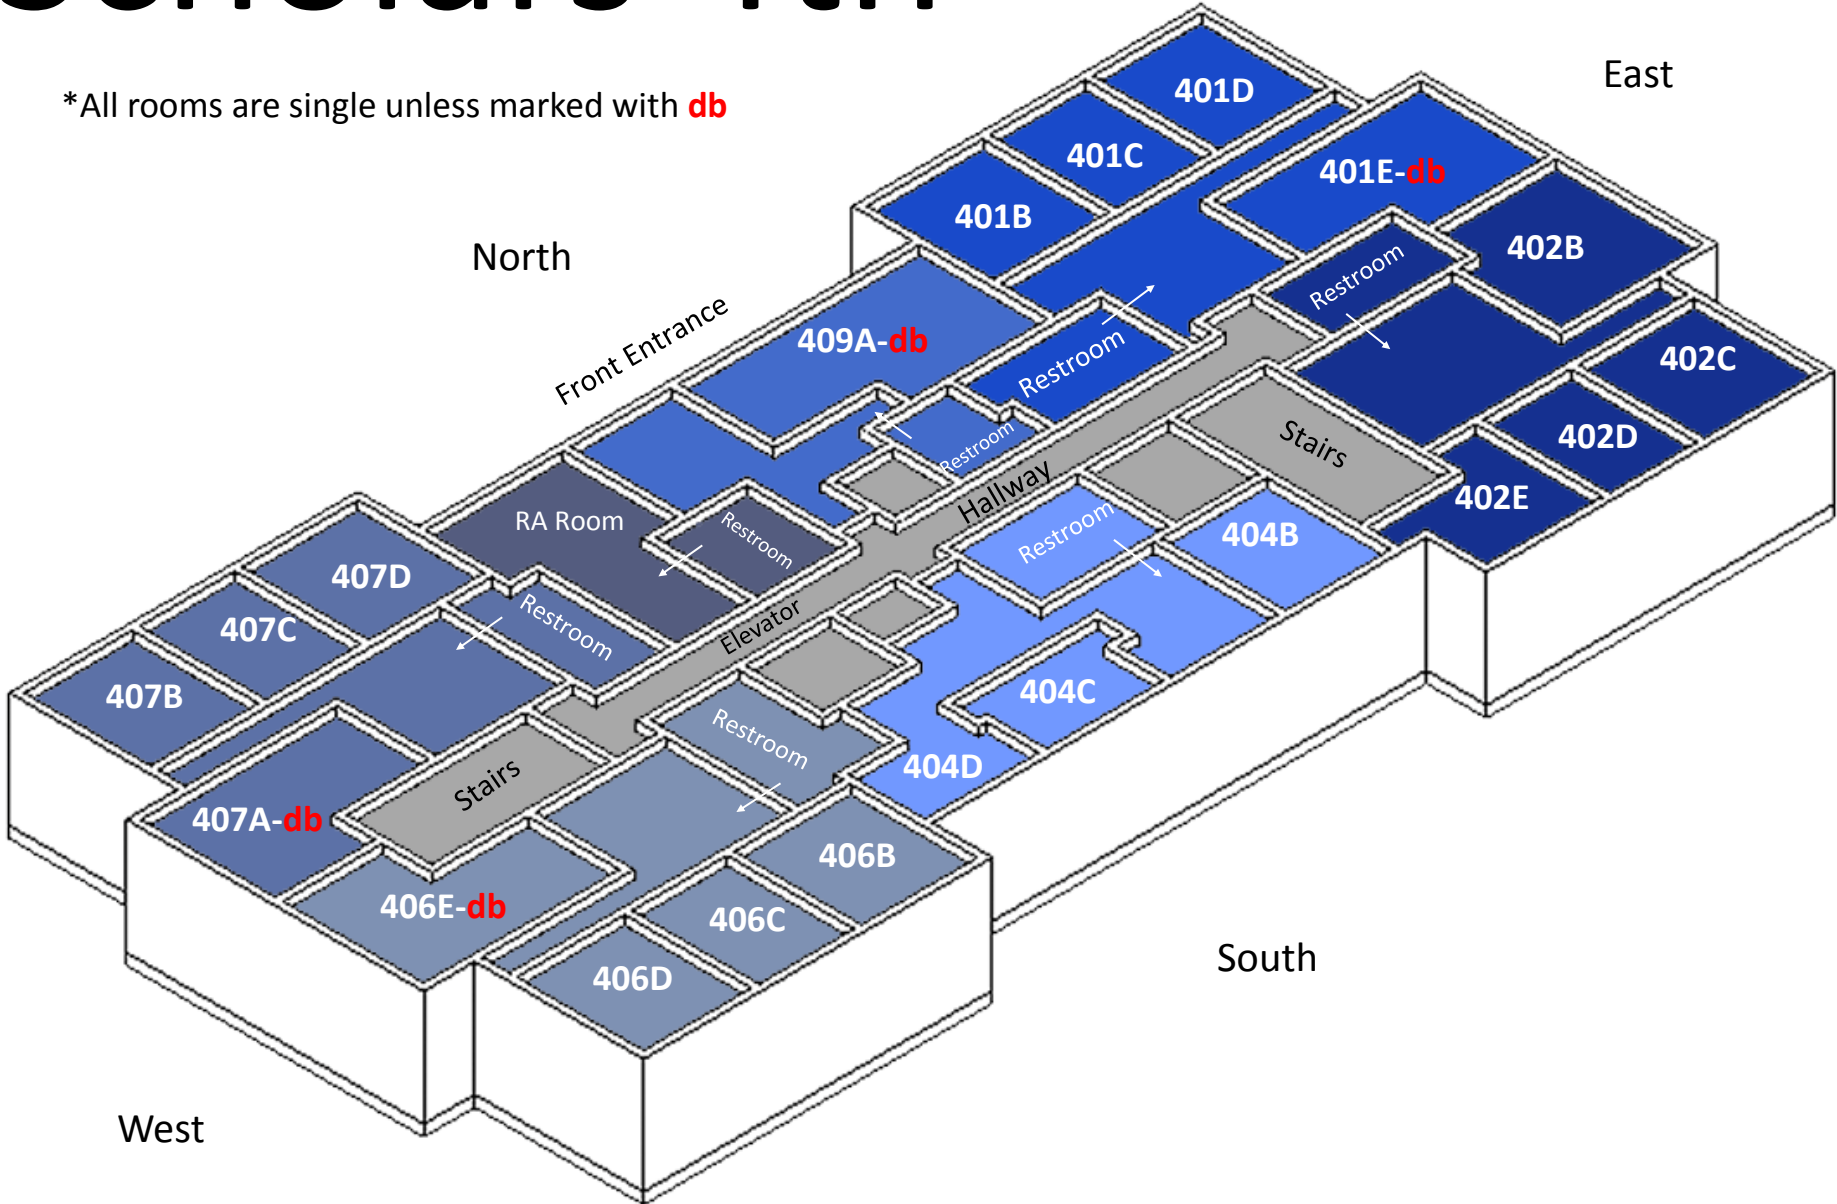 Scholars 4th
*All rooms are single unless marked with db
East
North
Front Entrance
401D
401C
401B
401E-db
402B
Restroom
402C
402D
402E
409A-db
Restroom
Restroom
Hallway
Stairs
RA Room
Restroom
Restroom
404B
407D
407C
407B
Restroom
Elevator
404C
404D
Restroom
407A-db
Stairs
406E-db
406B
406C
406D
South
West